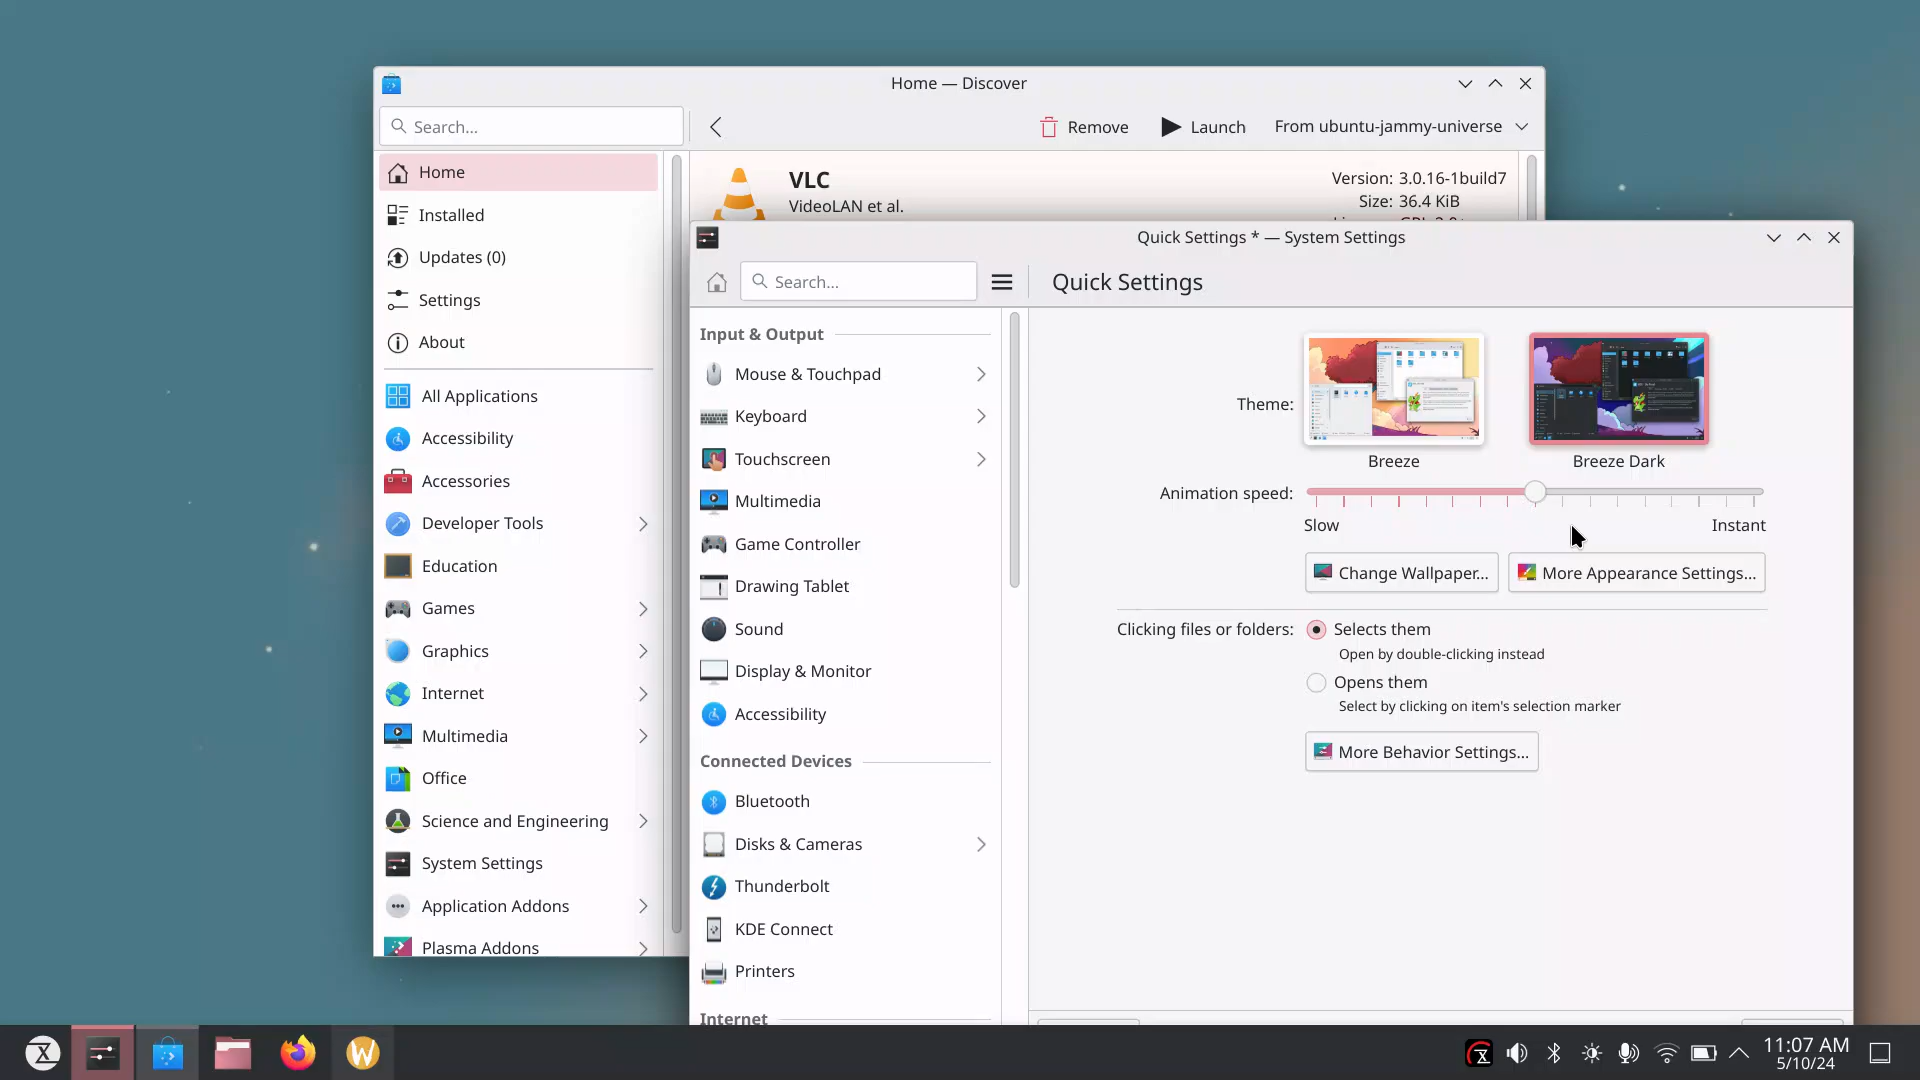 Home — Discover
Search...
Remove
Launch
From ubuntu-jammy-universe
Home
Installed
Updates (0)
Settings
About
All Applications
Accessibility
Accessories
Developer Tools
Education
Games
Graphics
Internet
Multimedia
Office
Science and Engineering
System Settings
Application Addons
Plasma Addons
VLC
VideoLAN et al.
Version: 3.0.16-1build7
Size: 36.4 KiB
Quick Settings * — System Settings
Search...
Quick Settings
Input & Output
Mouse & Touchpad
Keyboard
Touchscreen
Multimedia
Game Controller
Drawing Tablet
Sound
Display & Monitor
Accessibility
Connected Devices
Bluetooth
Disks & Cameras
Thunderbolt
KDE Connect
Printers
Internet
Theme:
Breeze
Breeze Dark
Animation speed:
Slow
Instant
Change Wallpaper...
More Appearance Settings...
Clicking files or folders:
Selects them
Open by double-clicking instead
Opens them
Select by clicking on item's selection marker
More Behavior Settings...
11:07 AM
5/10/24